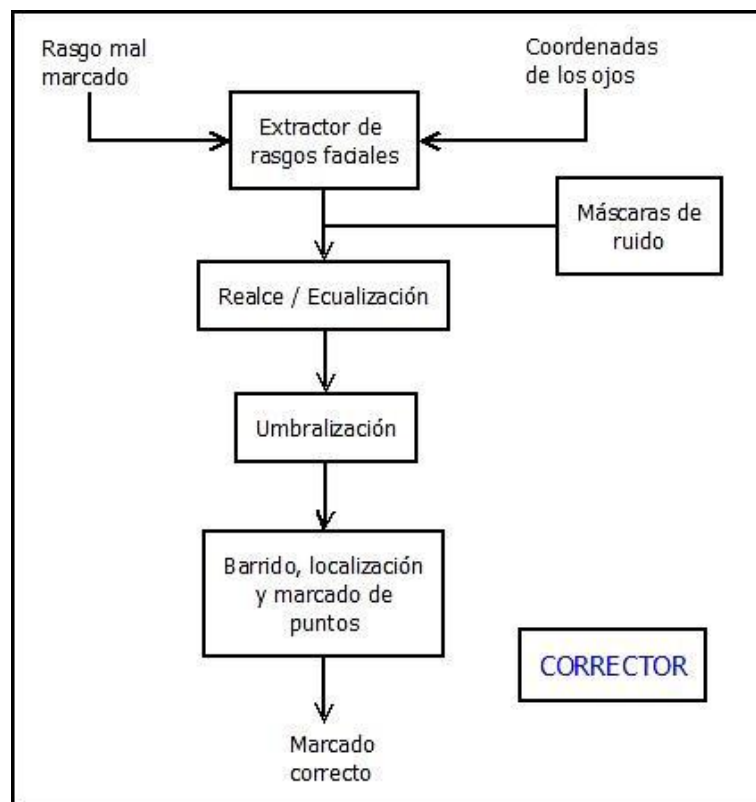 Rasgo mal
marcado
Coordenadas
de los ojos
Extractor de
rasgos faciales
Máscaras de
ruido
Realce / Ecualización
Umbralización
Barrido, localización
y marcado de
puntos
CORRECTOR
Marcado
correcto